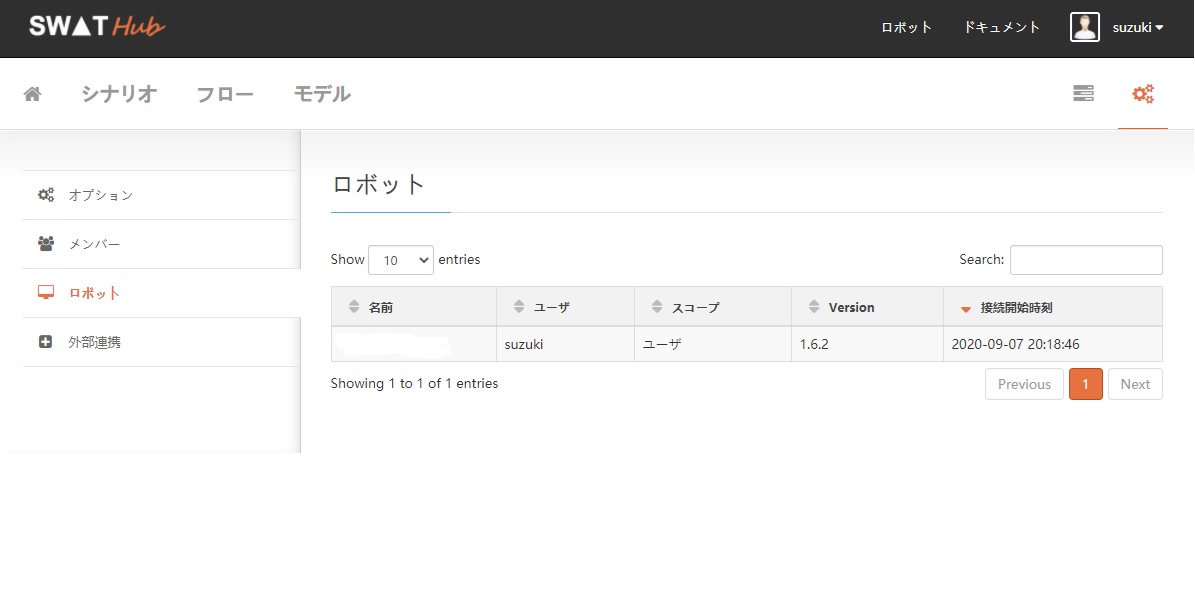 SWAT Hub
ロボット ドキュメント suzuki
シナリオ フロー モデル
オプション
メンバー
ロボット
外部連携
ロボット
Show 10 entries Search:
名前 ユーザ スコープ Version 接続開始時刻
suzuki ユーザ 1.6.2 2020-09-07 20:18:46
Showing 1 to 1 of 1 entries Previous 1 Next